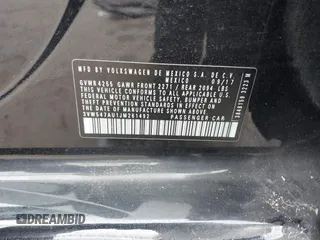 MFD BY VOLKSWAGEN DE MEXICO S.A. DE C.V.
MEXICO 09/17
GVWR 4255 GAWR FRONT 2271 / REAR 2094 LBS
THIS VEHICLE CONFORMS TO ALL APPLICABLE
FEDERAL MOTOR VEHICLE SAFETY, BUMPER AND
THEFT PREVENTION STANDARDS IN EFFECT ON
THE DATE OF MANUFACTURE SHOWN ABOVE
3VWS47AU1JM261492 PASSENGER CAR
DREAMBID